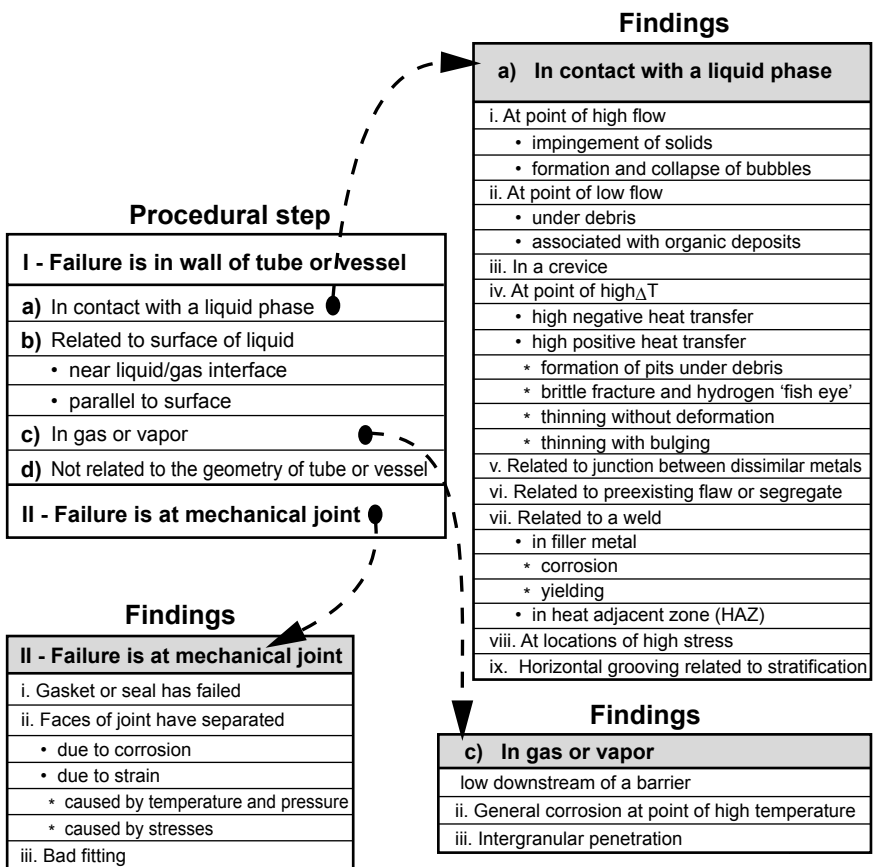 Findings
a) In contact with a liquid phase
i. At point of high flow
• impingement of solids
• formation and collapse of bubbles
ii. At point of low flow
• under debris
• associated with organic deposits
iii. In a crevice
iv. At point of high ΔT
• high negative heat transfer
• high positive heat transfer
* formation of pits under debris
* brittle fracture and hydrogen ‘fish eye’
* thinning without deformation
* thinning with bulging
v. Related to junction between dissimilar metals
vi. Related to preexisting flaw or segregate
vii. Related to a weld
• in filler metal
* corrosion
* yielding
• in heat adjacent zone (HAZ)
viii. At locations of high stress
ix. Horizontal grooving related to stratification
Procedural step
I - Failure is in wall of tube or vessel
a) In contact with a liquid phase
b) Related to surface of liquid
• near liquid/gas interface
• parallel to surface
c) In gas or vapor
d) Not related to the geometry of tube or vessel
II - Failure is at mechanical joint
Findings
II - Failure is at mechanical joint
i. Gasket or seal has failed
ii. Faces of joint have separated
• due to corrosion
• due to strain
* caused by temperature and pressure
* caused by stresses
iii. Bad fitting
Findings
c) In gas or vapor
low downstream of a barrier
ii. General corrosion at point of high temperature
iii. Intergranular penetration